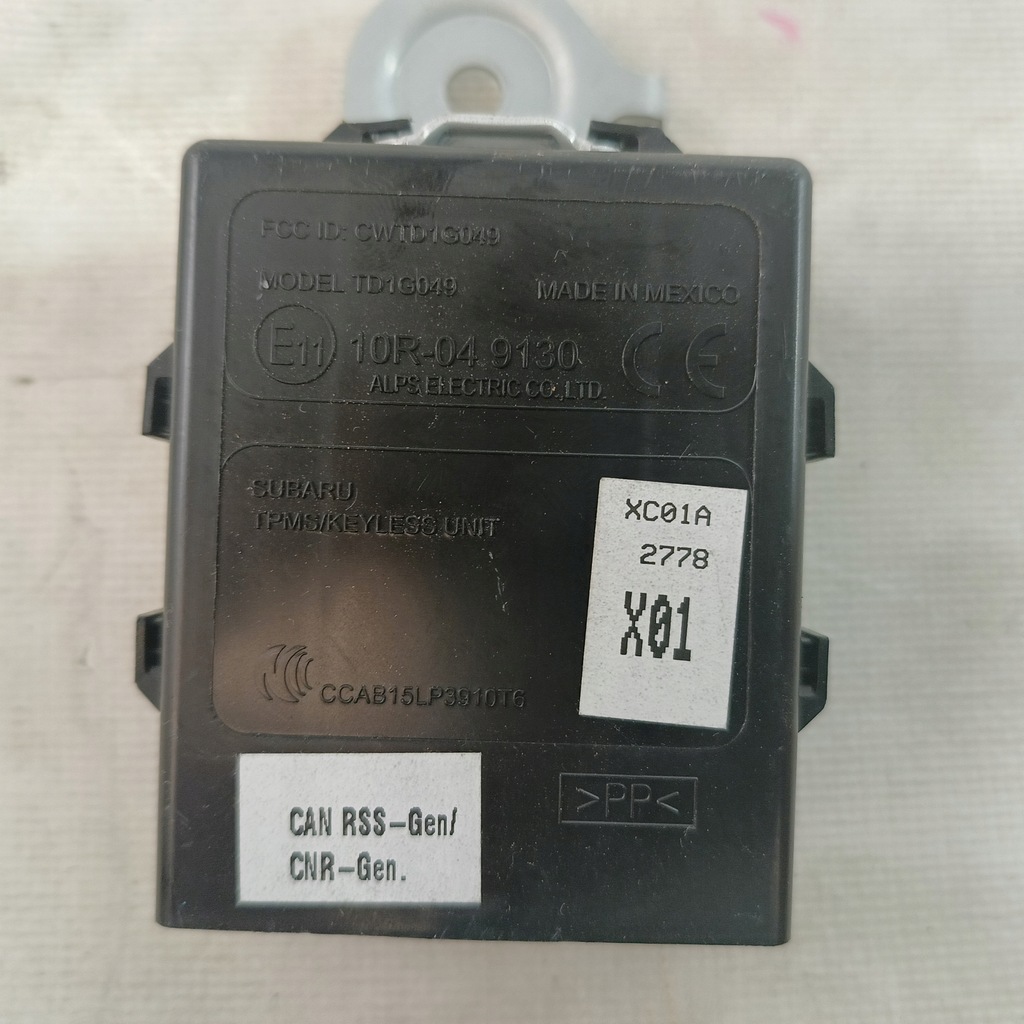 FCC ID: CWTD1G049
MODEL TD1G049 MADE IN MEXICO
E11 10R-04 9130 CE
ALPS ELECTRIC CO.,LTD.
SUBARU
TPMS/KEYLESS UNIT
XC01A
2778
X01
CCAB15LP3910T6
CAN RSS-Gen/
CNR-Gen.
>PP<